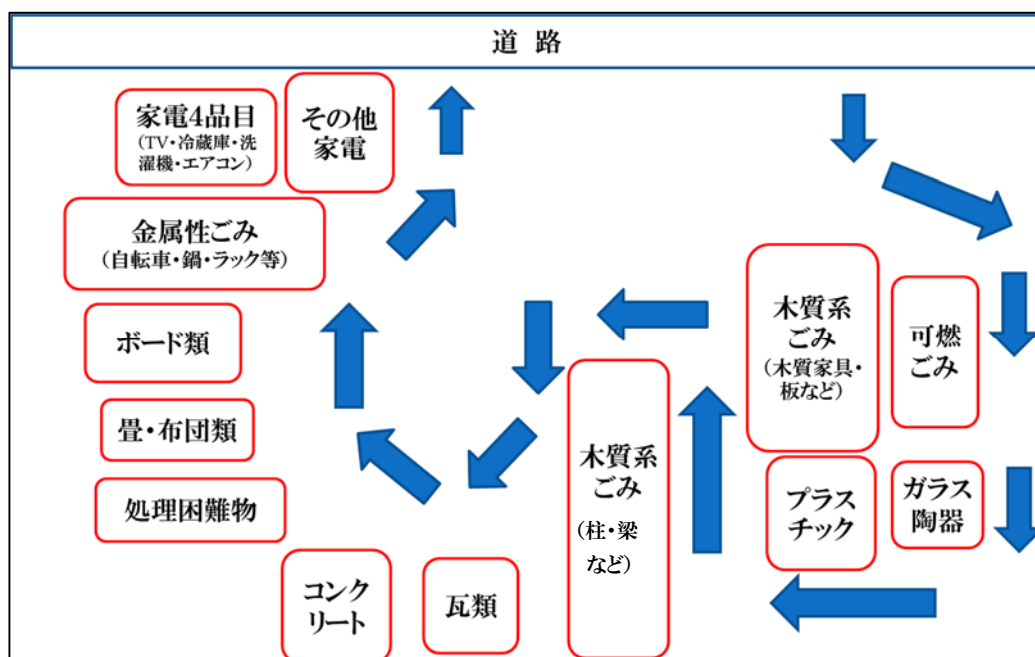 道 路
家電4品目
(TV・冷蔵庫・洗
濯機・エアコン)
その他
家電
金属性ごみ
(自転車・鍋・ラック等)
ボード類
畳・布団類
処理困難物
コンク
リート
瓦類
木質系
ごみ
(柱・梁
など)
木質系
ごみ
(木質家具・
板など)
可燃
ごみ
プラス
チック
ガラス
陶器